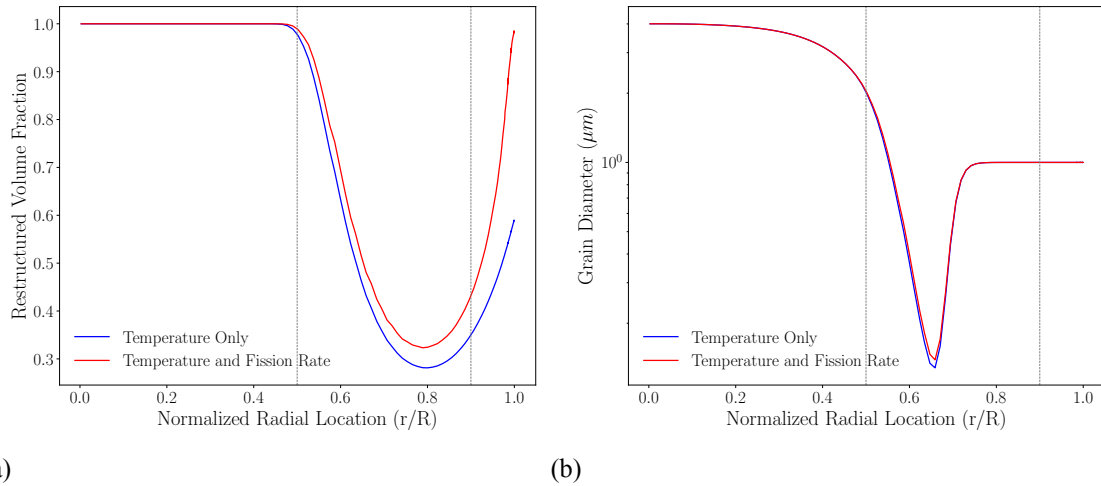 Restructured Volume Fraction
1.0
0.9
0.8
0.7
0.6
0.5
0.4
0.3
Temperature Only
Temperature and Fission Rate
0.0 0.2 0.4 0.6 0.8 1.0
Normalized Radial Location (r/R)
Grain Diameter (μm)
10⁰
Temperature Only
Temperature and Fission Rate
0.0 0.2 0.4 0.6 0.8 1.0
Normalized Radial Location (r/R)
)
(b)